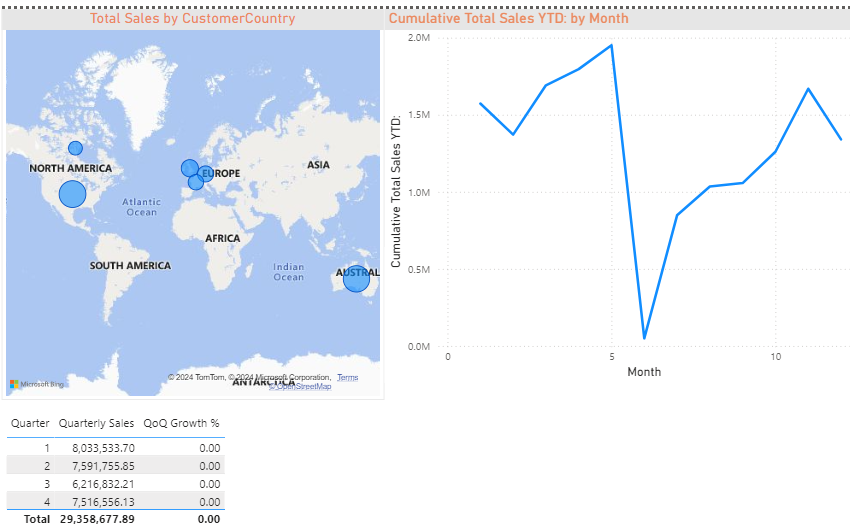 Total Sales by CustomerCountry
NORTH AMERICA
EUROPE
ASIA
Atlantic
Ocean
AFRICA
SOUTH AMERICA
Indian
Ocean
AUSTRAL
Microsoft Bing
© 2024 TomTom, © 2024 Microsoft Corporation, Terms
ANTARCTICA
© OpenStreetMap
Cumulative Total Sales YTD: by Month
Cumulative Total Sales YTD:
2.0M
1.5M
1.0M
0.5M
0.0M
0 5 10
Month
Quarter Quarterly Sales QoQ Growth %
1 8,033,533.70 0.00
2 7,591,755.85 0.00
3 6,216,832.21 0.00
4 7,516,556.13 0.00
Total 29,358,677.89 0.00